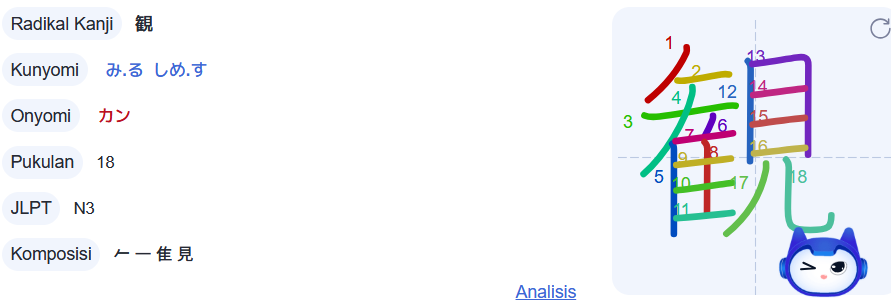 Radikal Kanji 観
Kunyomi み.る しめ.す
Onyomi カン
Pukulan 18
JLPT N3
Komposisi 𠂉 一 隹 見
Analisis
1
2
3
4
5
6
7
8
9
10
11
12
13
14
15
16
17
18